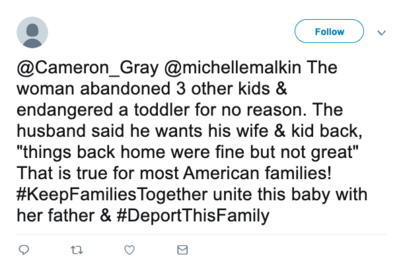 Follow
@Cameron_Gray @michellemalkin The
woman abandoned 3 other kids &
endangered a toddler for no reason. The
husband said he wants his wife & kid back,
"things back home were fine but not great"
That is true for most American families!
#KeepFamiliesTogether unite this baby with
her father & #DeportThisFamily